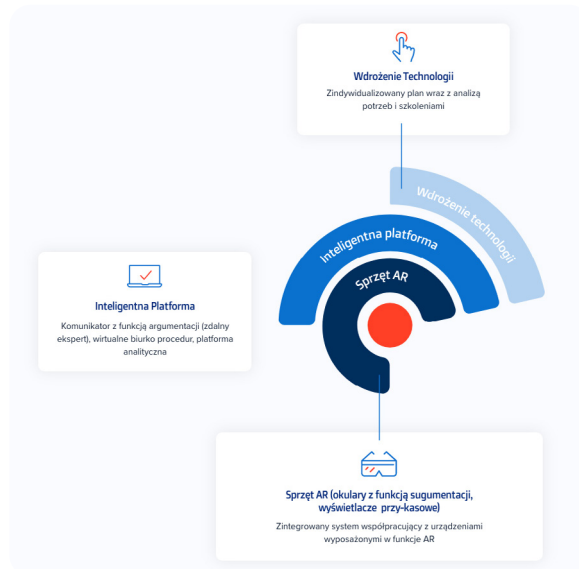 Wdrożenie Technologii
Zindywidualizowany plan wraz z analizą
potrzeb i szkoleniami
Wdrożenie technologii
Inteligentna platforma
Sprzęt AR
Inteligentna Platforma
Komunikator z funkcją argumentacji (zdalny
ekspert), wirtualne biurko procedur, platforma
analityczna
Sprzęt AR (okulary z funkcją sugumentacji,
wyświetlacze przy-kasowe)
Zintegrowany system współpracujący z urządzeniami
wyposażonymi w funkcje AR